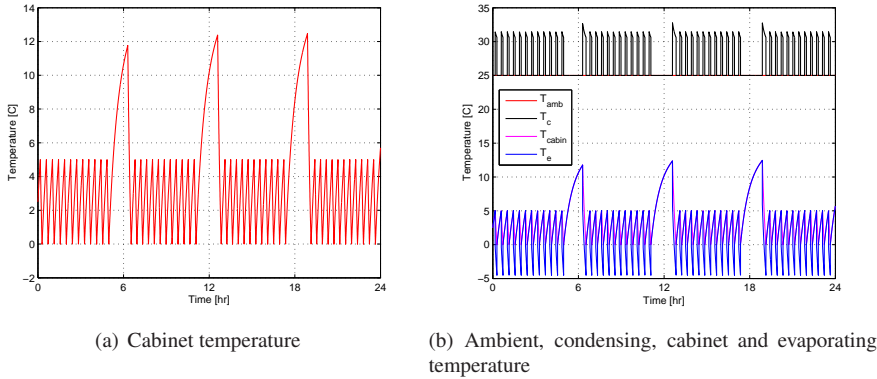 14
12
10
8
6
4
2
0
−2
0 6 12 18 24
Temperature [C]
Time [hr]
(a) Cabinet temperature
35
30
25
20
15
10
5
0
−5
0 6 12 18 24
Temperature [C]
Time [hr]
T_amb
T_c
T_cabin
T_e
(b) Ambient, condensing, cabinet and evaporating
temperature